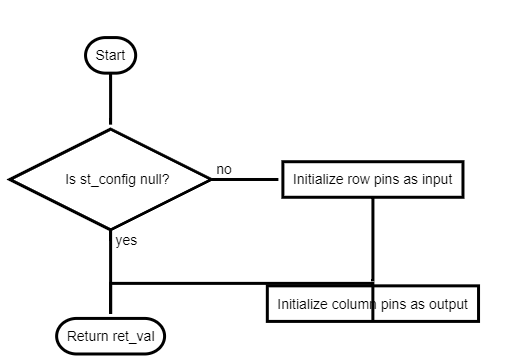 Start
Is st_config null?
no
Initialize row pins as input
yes
Initialize column pins as output
Return ret_val